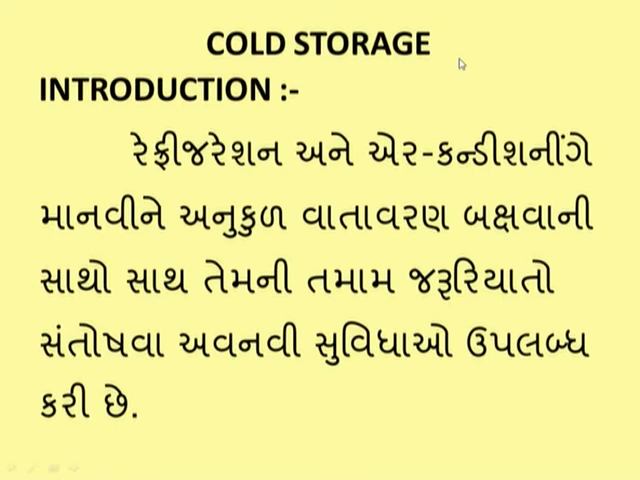 COLD STORAGE
INTRODUCTION :-
રેફ્રીજરેશન અને એર-કન્ડીશનીંગે
માનવીને અનુકુળ વાતાવરણ બક્ષવાની
સાથો સાથ તેમની તમામ જરૂરિયાતો
સંતોષવા અવનવી સુવિધાઓ ઉપલબ્ધ
કરી છે.